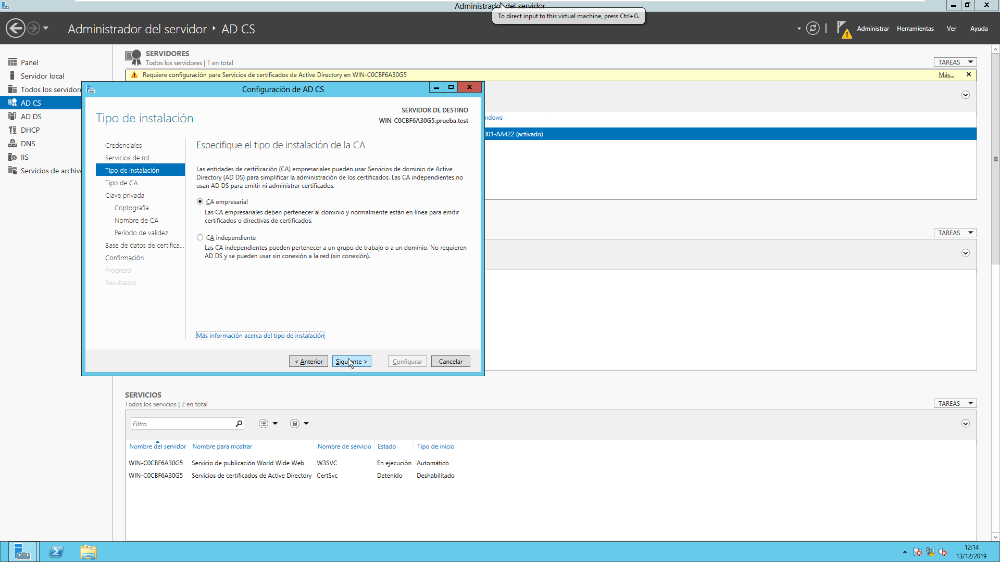 Administrador del servidor
To direct input to this virtual machine, press Ctrl+G.
Administrador del servidor ‣ AD CS
Administrar Herramientas Ver Ayuda
Panel
Servidor local
Todos los servidore
AD CS
AD DS
DHCP
DNS
IIS
Servicios de archivo
SERVIDORES
Todos los servidores | 1 en total
TAREAS
Requiere configuración para Servicios de certificados de Active Directory en WIN-C0CBF6A30G5
Más...
ndows
001-AA422 (activado)
Configuración de AD CS
Tipo de instalación
SERVIDOR DE DESTINO
WIN-C0CBF6A30G5.prueba.test
Credenciales
Servicios de rol
Tipo de instalación
Tipo de CA
Clave privada
Criptografía
Nombre de CA
Período de validez
Base de datos de certifica...
Confirmación
Progreso
Resultados
Especifique el tipo de instalación de la CA
Las entidades de certificación (CA) empresariales pueden usar Servicios de dominio de Active
Directory (AD DS) para simplificar la administración de los certificados. Las CA independientes no
usan AD DS para emitir ni administrar certificados.
CA empresarial
Las CA empresariales deben pertenecer al dominio y normalmente están en línea para emitir
certificados o directivas de certificados.
CA independiente
Las CA independientes pueden pertenecer a un grupo de trabajo o a un dominio. No requieren
AD DS y se pueden usar sin conexión a la red (sin conexión).
Más información acerca del tipo de instalación
< Anterior
Siguiente >
Configurar
Cancelar
TAREAS
SERVICIOS
Todos los servicios | 2 en total
TAREAS
Filtro
Nombre del servidor Nombre para mostrar Nombre de servicio Estado Tipo de inicio
WIN-C0CBF6A30G5 Servicio de publicación World Wide Web W3SVC En ejecución Automático
WIN-C0CBF6A30G5 Servicios de certificados de Active Directory CertSvc Detenido Deshabilitado
12:14
13/12/2019